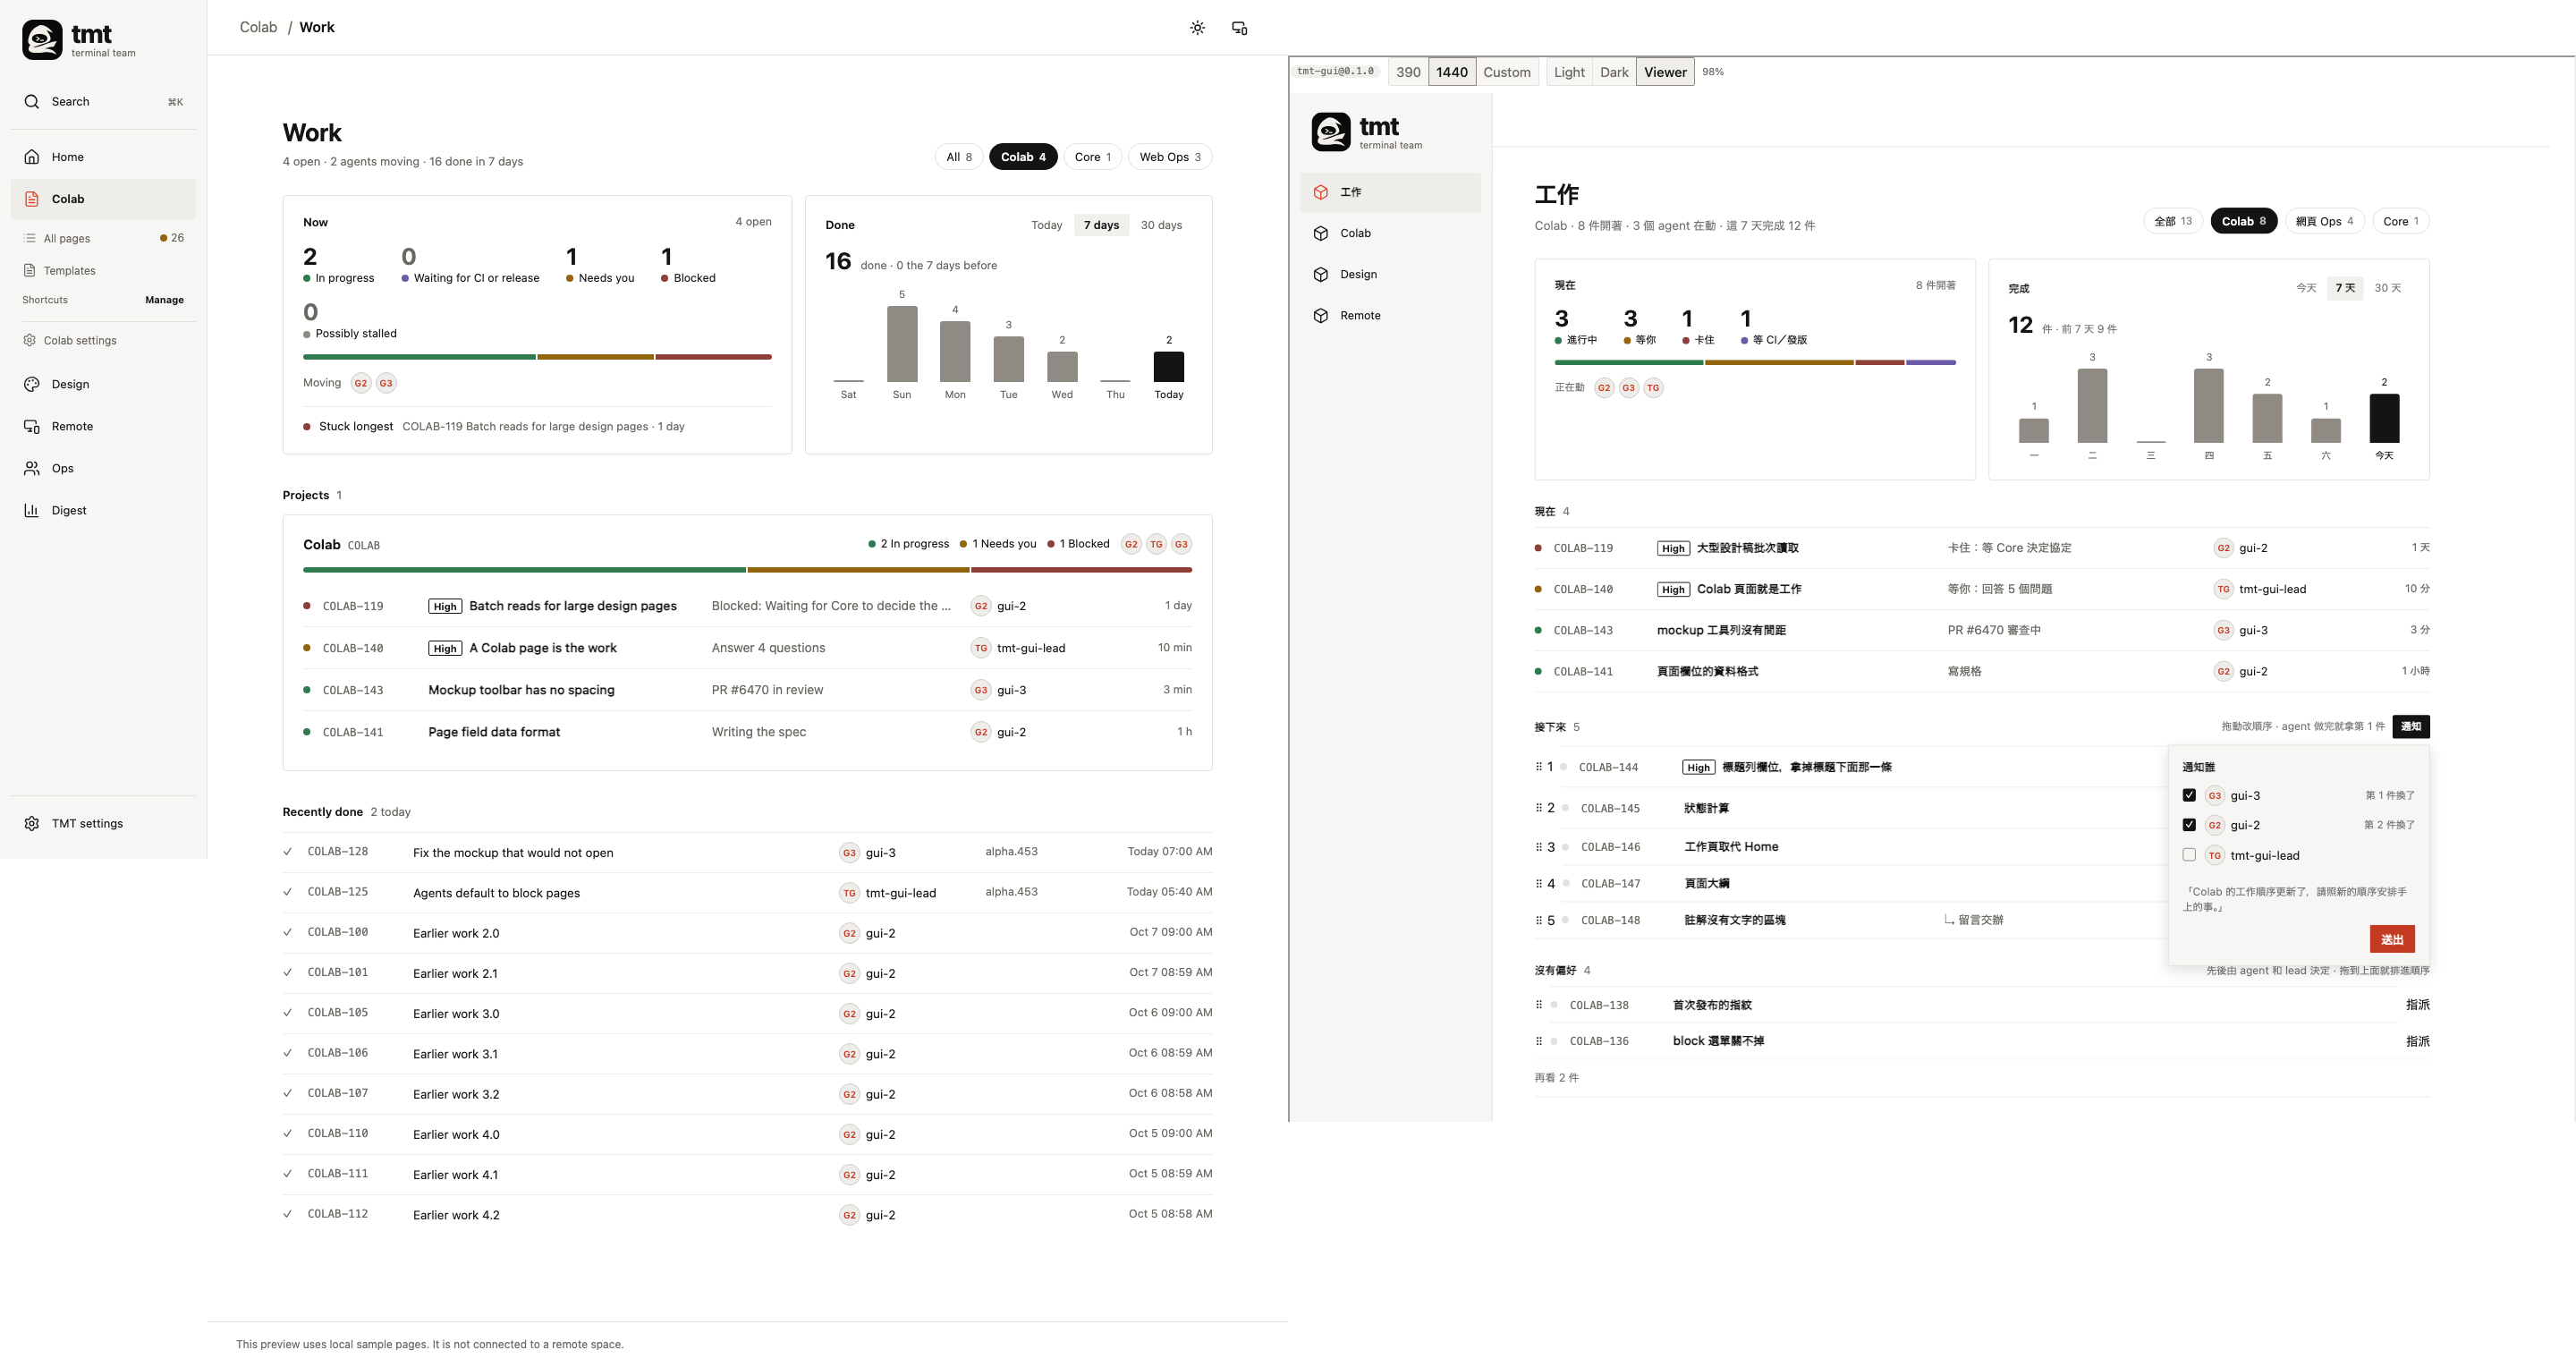 tmt
terminal team
Search ⌘K
Home
Colab
All pages 26
Templates
Shortcuts Manage
Colab settings
Design
Remote
Ops
Digest
TMT settings
Colab / Work
Work
4 open · 2 agents moving · 16 done in 7 days
All 8 Colab 4 Core 1 Web Ops 3
Now 4 open
2 0 1 1
In progress Waiting for CI or release Needs you Blocked
0
Possibly stalled
Moving G2 G3
Stuck longest COLAB-119 Batch reads for large design pages · 1 day
Done Today 7 days 30 days
16 done · 0 the 7 days before
5 4 3 2 2
Sat Sun Mon Tue Wed Thu Today
Projects 1
Colab COLAB 2 In progress 1 Needs you 1 Blocked G2 TG G3
COLAB-119 High Batch reads for large design pages Blocked: Waiting for Core to decide the ... G2 gui-2 1 day
COLAB-140 High A Colab page is the work Answer 4 questions TG tmt-gui-lead 10 min
COLAB-143 Mockup toolbar has no spacing PR #6470 in review G3 gui-3 3 min
COLAB-141 Page field data format Writing the spec G2 gui-2 1 h
Recently done 2 today
COLAB-128 Fix the mockup that would not open G3 gui-3 alpha.453 Today 07:00 AM
COLAB-125 Agents default to block pages TG tmt-gui-lead alpha.453 Today 05:40 AM
COLAB-100 Earlier work 2.0 G2 gui-2 Oct 7 09:00 AM
COLAB-101 Earlier work 2.1 G2 gui-2 Oct 7 08:59 AM
COLAB-105 Earlier work 3.0 G2 gui-2 Oct 6 09:00 AM
COLAB-106 Earlier work 3.1 G2 gui-2 Oct 6 08:59 AM
COLAB-107 Earlier work 3.2 G2 gui-2 Oct 6 08:58 AM
COLAB-110 Earlier work 4.0 G2 gui-2 Oct 5 09:00 AM
COLAB-111 Earlier work 4.1 G2 gui-2 Oct 5 08:59 AM
COLAB-112 Earlier work 4.2 G2 gui-2 Oct 5 08:58 AM
This preview uses local sample pages. It is not connected to a remote space.
tmt-gui@0.1.0 390 1440 Custom Light Dark Viewer 98%
tmt
terminal team
工作
Colab
Design
Remote
工作
Colab · 8 件開著 · 3 個 agent 在動 · 這 7 天完成 12 件
全部 13 Colab 8 網頁 Ops 4 Core 1
現在 8 件開著
3 3 1 1
進行中 等你 卡住 等 CI／發版
正在動 G2 G3 TG
完成 今天 7 天 30 天
12 件 · 前 7 天 9 件
1 3 3 2 1 2
一 二 三 四 五 六 今天
現在 4
COLAB-119 High 大型設計稿批次讀取 卡住：等 Core 決定協定 G2 gui-2 1 天
COLAB-140 High Colab 頁面就是工作 等你：回答 5 個問題 TG tmt-gui-lead 10 分
COLAB-143 mockup 工具列沒有間距 PR #6470 審查中 G3 gui-3 3 分
COLAB-141 頁面欄位的資料格式 寫規格 G2 gui-2 1 小時
接下來 5 拖動改順序 · agent 做完就拿第 1 件 通知
1 COLAB-144 High 標題列欄位，拿掉標題下面那一條
2 COLAB-145 狀態計算
3 COLAB-146 工作頁取代 Home
4 COLAB-147 頁面大綱
5 COLAB-148 註解沒有文字的區塊 留言交辦
通知誰
G3 gui-3 第 1 件換了
G2 gui-2 第 2 件換了
TG tmt-gui-lead
「Colab 的工作順序更新了，請照新的順序安排手
上的事。」
送出
沒有偏好 4 先後由 agent 和 lead 決定 · 拖到上面就排進順序
COLAB-138 首次發布的指紋 指派
COLAB-136 block 選單關不掉 指派
再看 2 件